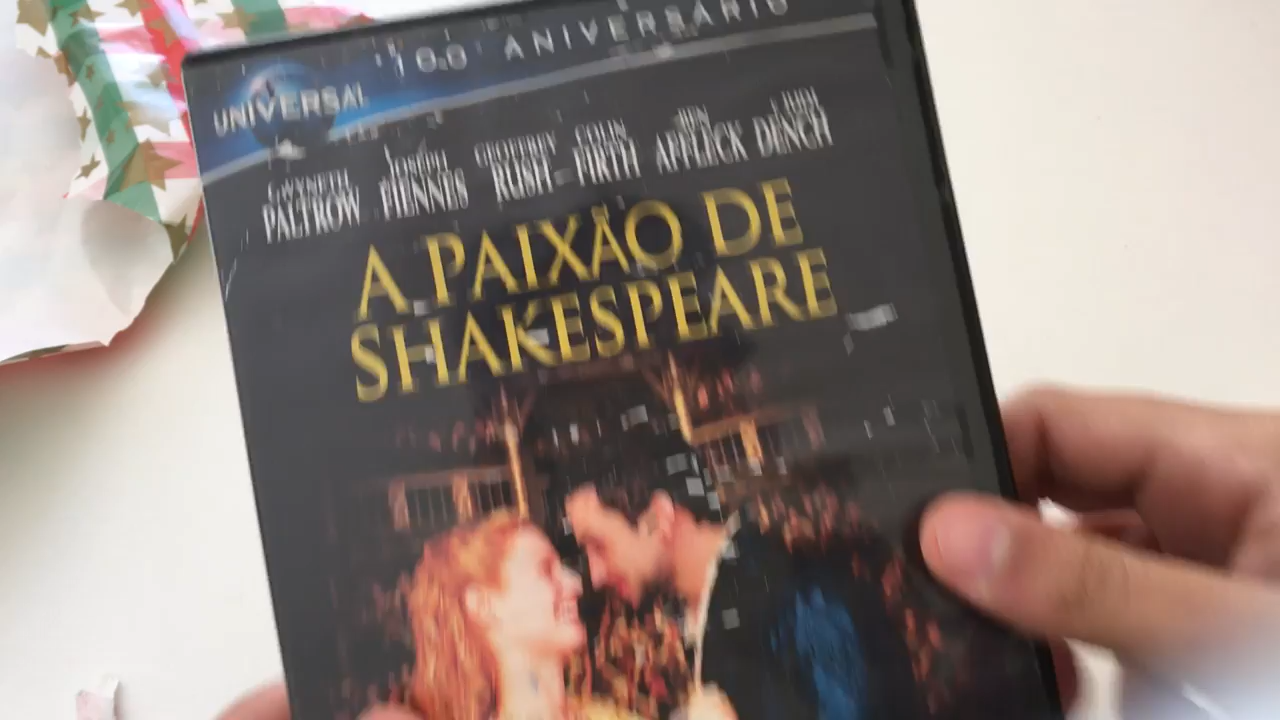 100 ANIVERSÁRIO
UNIVERSAL
GWYNETH PALTROW JOSEPH FIENNES GEOFFREY RUSH COLIN FIRTH BEN AFFLECK JUDI DENCH
A PAIXÃO DE
SHAKESPEARE